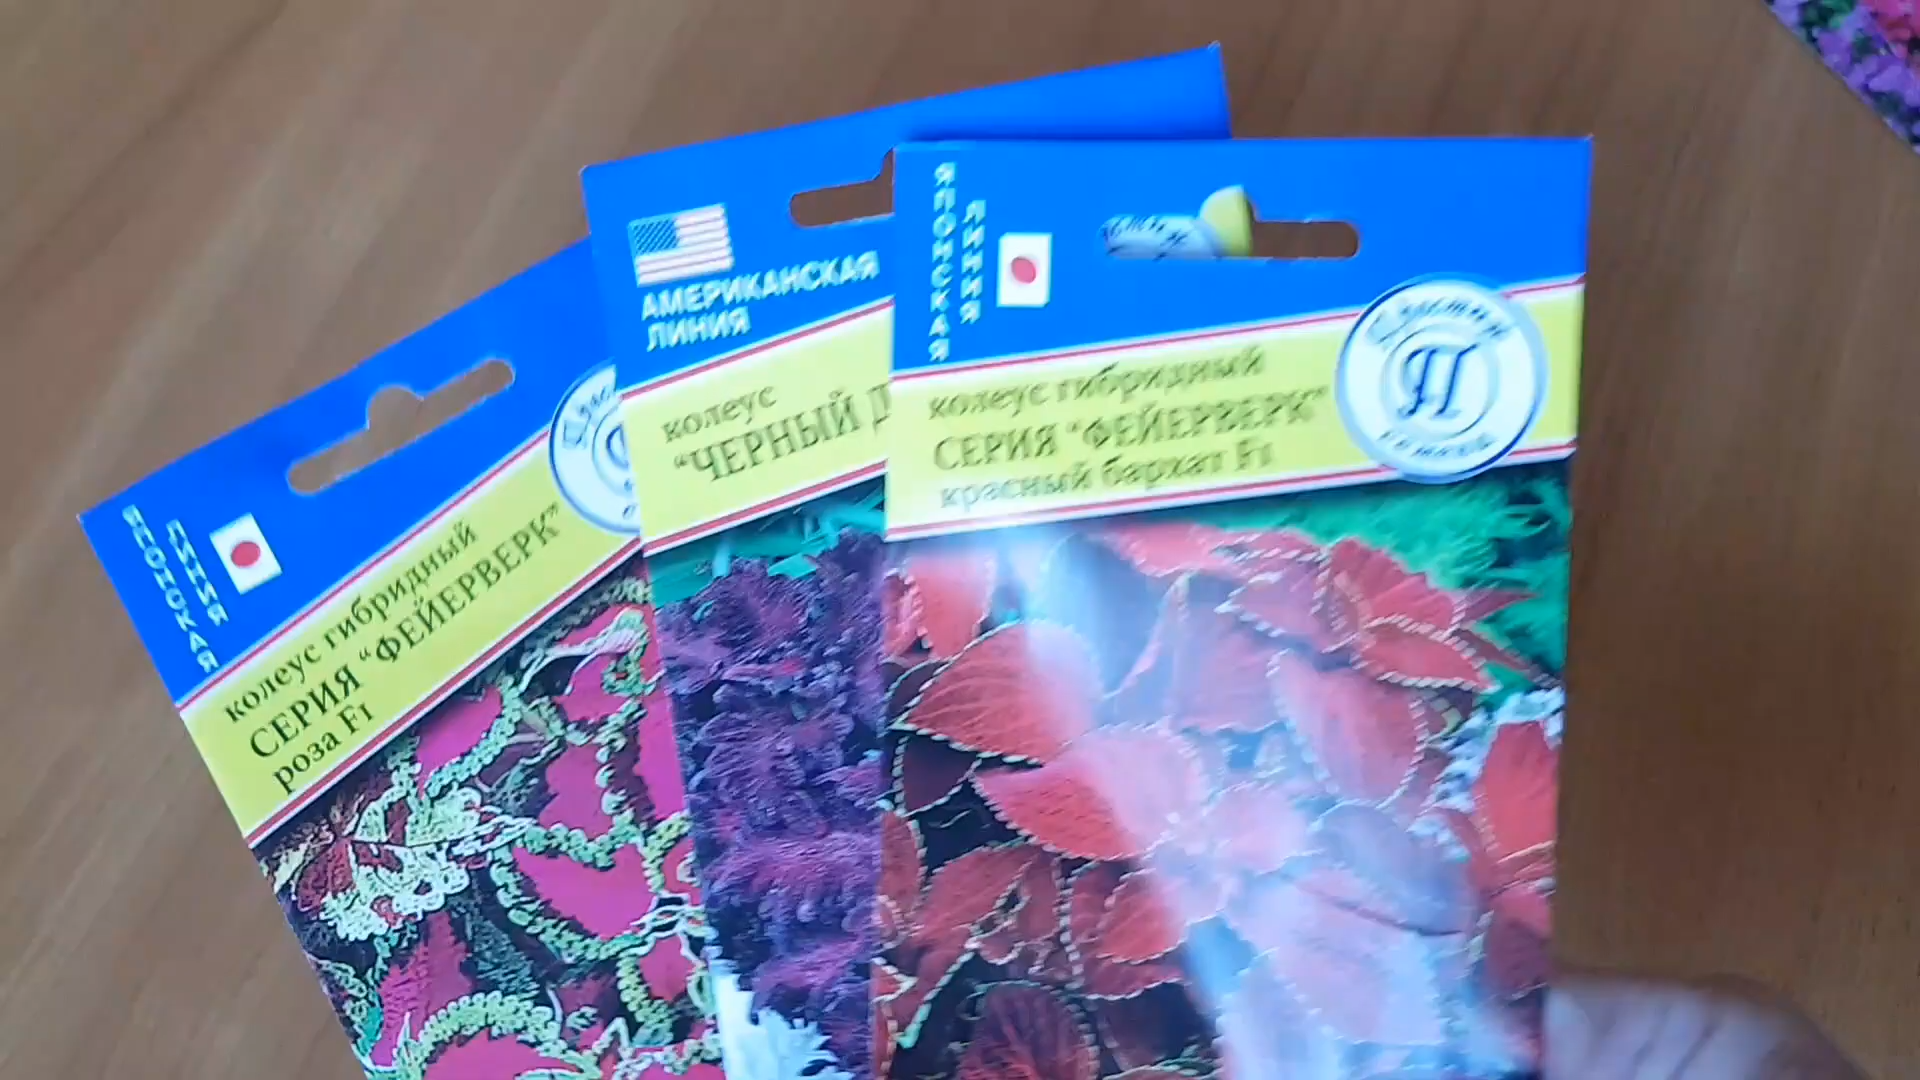 ЯПОНСКАЯ
ЛИНИЯ
колеус гибридный
СЕРИЯ "ФЕЙЕРВЕРК"
роза F1
АМЕРИКАНСКАЯ
ЛИНИЯ
колеус
"ЧЕРНЫЙ
ЯПОНСКАЯ
ЛИНИЯ
колеус гибридный
СЕРИЯ "ФЕЙЕРВЕРК"
красный бархат F1
П